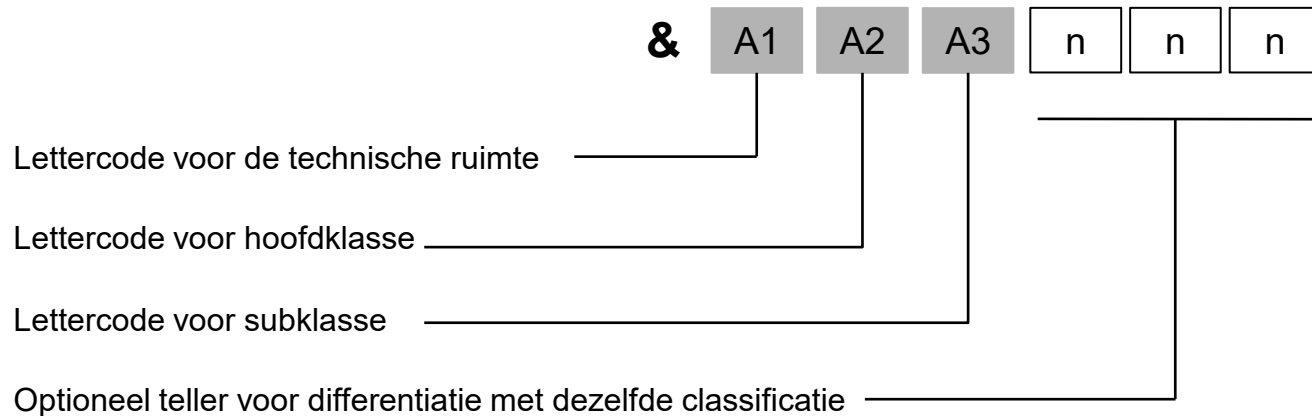 & A1 A2 A3 n n n
Lettercode voor de technische ruimte
Lettercode voor hoofdklasse
Lettercode voor subklasse
Optioneel teller voor differentiatie met dezelfde classificatie